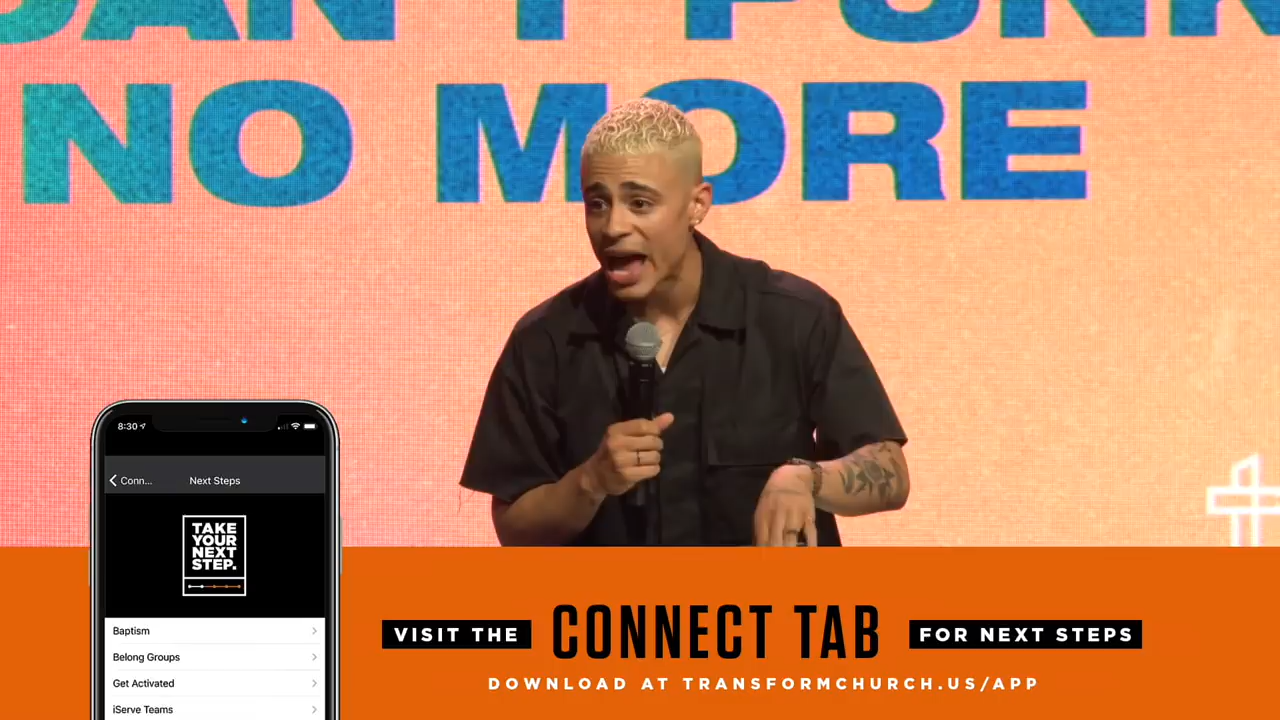 NO MORE
8:30
Conn...
Next Steps
TAKE
YOUR
NEXT
STEP.
Baptism
Belong Groups
Get Activated
iServe Teams
VISIT THE CONNECT TAB FOR NEXT STEPS
DOWNLOAD AT TRANSFORMCHURCH.US/APP